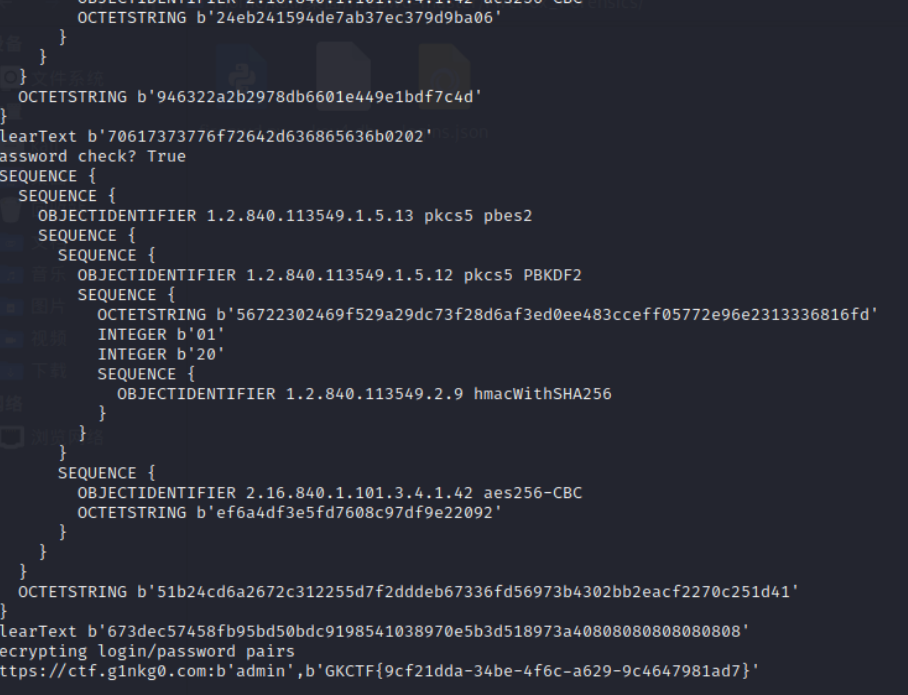 OBJECTIDENTIFIER 2.16.840.1.101.3.4.1.42 aes256-CBC
OCTETSTRING b'24eb241594de7ab37ec379d9ba06'
}
}
}
OCTETSTRING b'946322a2b2978db6601e449e1bdf7c4d'
}
learText b'70617373776f72642d636865636b0202'
assword check? True
SEQUENCE {
SEQUENCE {
OBJECTIDENTIFIER 1.2.840.113549.1.5.13 pkcs5 pbes2
SEQUENCE {
SEQUENCE {
OBJECTIDENTIFIER 1.2.840.113549.1.5.12 pkcs5 PBKDF2
SEQUENCE {
OCTETSTRING b'56722302469f529a29dc73f28d6af3ed0ee483cceff05772e96e2313336816fd'
INTEGER b'01'
INTEGER b'20'
SEQUENCE {
OBJECTIDENTIFIER 1.2.840.113549.2.9 hmacWithSHA256
}
}
}
SEQUENCE {
OBJECTIDENTIFIER 2.16.840.1.101.3.4.1.42 aes256-CBC
OCTETSTRING b'ef6a4df3e5fd7608c97df9e22092'
}
}
}
OCTETSTRING b'51b24cd6a2672c312255d7f2dddeb67336fd56973b4302bb2eacf2270c251d41'
}
learText b'673dec57458fb95bd50bdc9198541038970e5b3d518973a40808080808080808'
ecrypting login/password pairs
ttps://ctf.g1nkg0.com:b'admin',b'GKCTF{9cf21dda-34be-4f6c-a629-9c4647981ad7}'